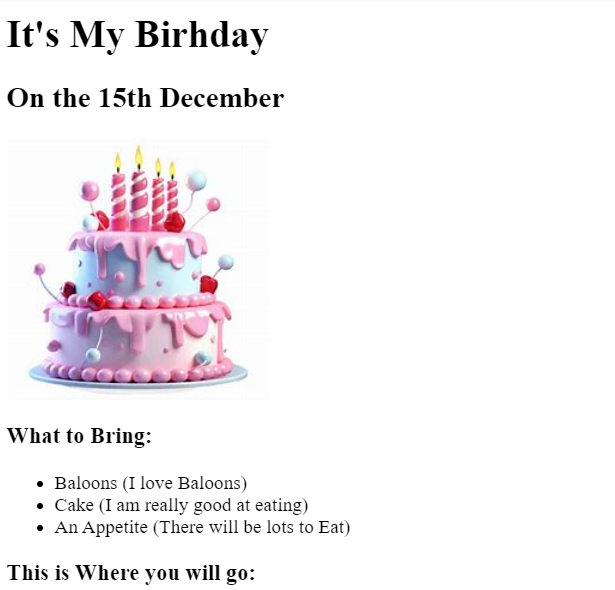 It's My Birhday
On the 15th December
What to Bring:
Baloons (I love Baloons)
Cake (I am really good at eating)
An Appetite (There will be lots to Eat)
This is Where you will go: